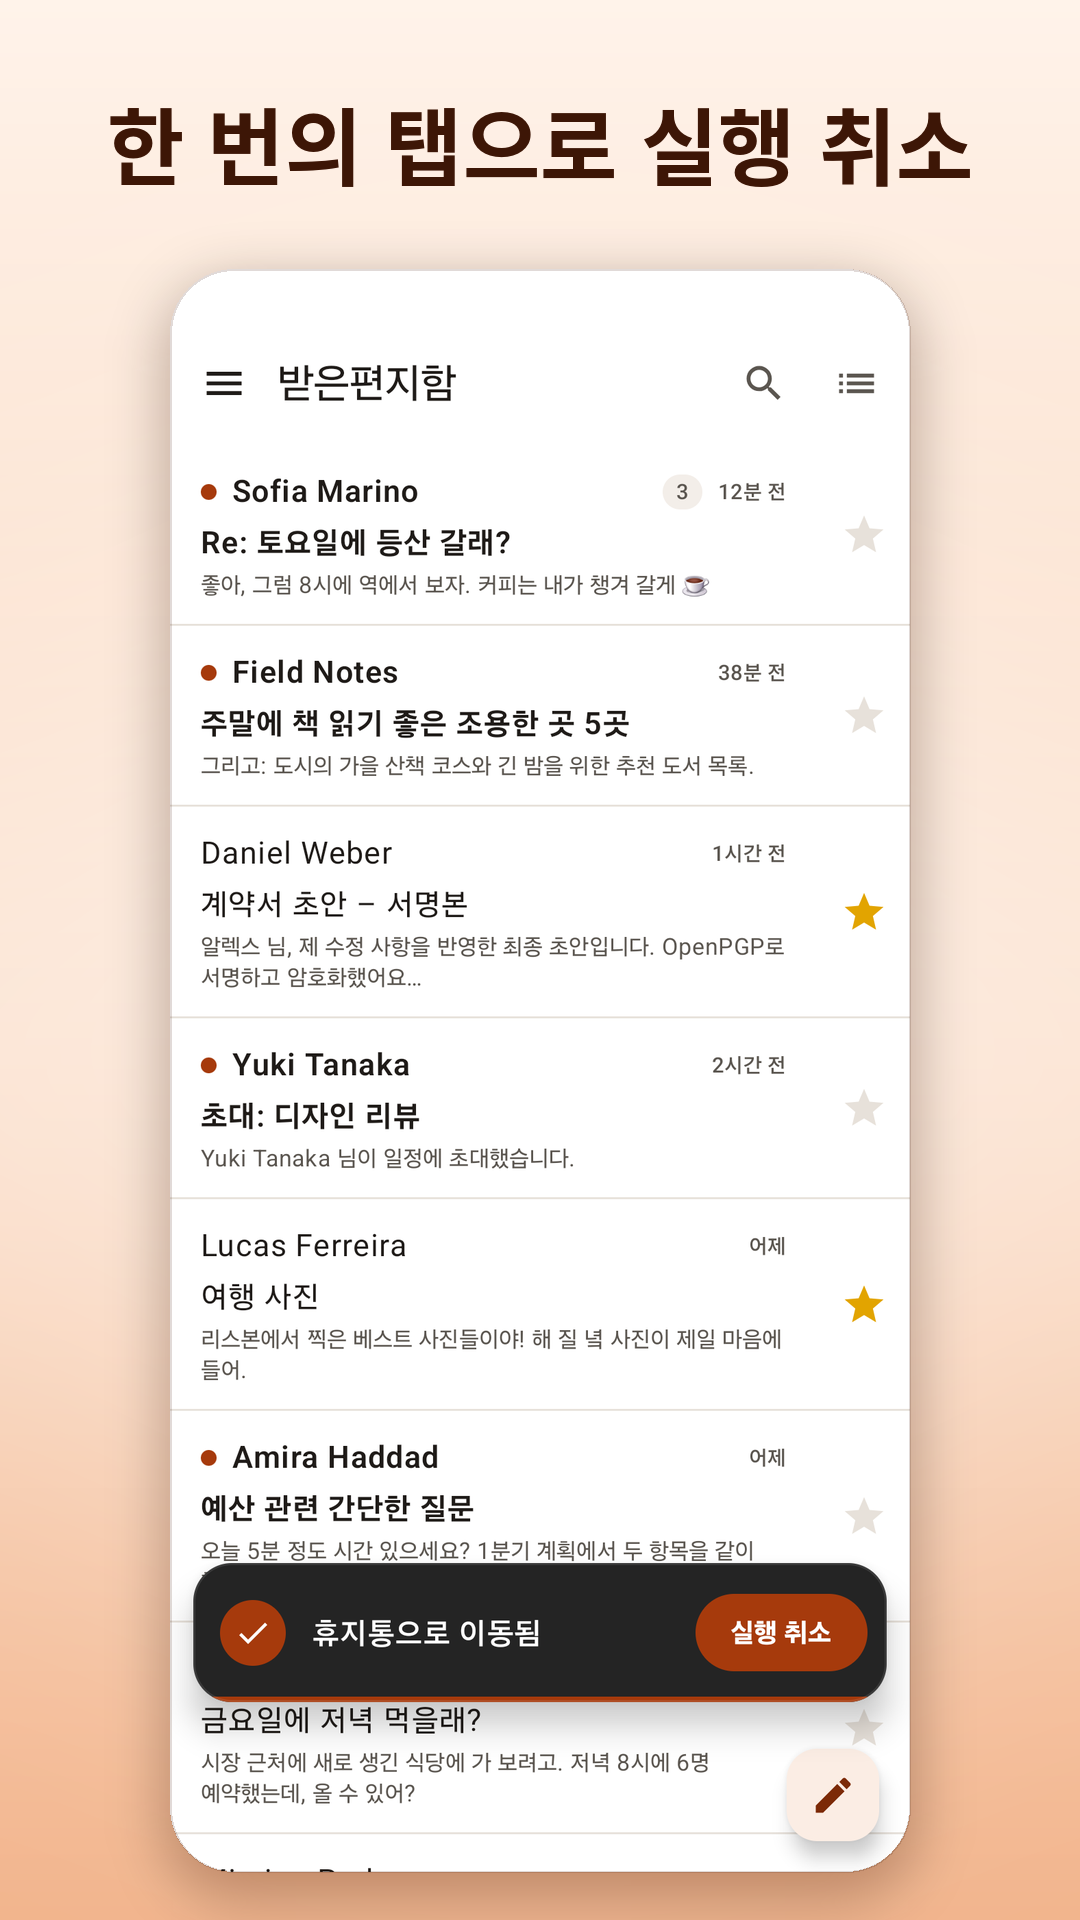 한 번의 탭으로 실행 취소
받은편지함
Sofia Marino 3 12분 전
Re: 토요일에 등산 갈래?
좋아, 그럼 8시에 역에서 보자. 커피는 내가 챙겨 갈게 ☕
Field Notes 38분 전
주말에 책 읽기 좋은 조용한 곳 5곳
그리고: 도시의 가을 산책 코스와 긴 밤을 위한 추천 도서 목록.
Daniel Weber 1시간 전
계약서 초안 – 서명본
알렉스 님, 제 수정 사항을 반영한 최종 초안입니다. OpenPGP로
서명하고 암호화했어요…
Yuki Tanaka 2시간 전
초대: 디자인 리뷰
Yuki Tanaka 님이 일정에 초대했습니다.
Lucas Ferreira 어제
여행 사진
리스본에서 찍은 베스트 사진들이야! 해 질 녘 사진이 제일 마음에
들어.
Amira Haddad 어제
예산 관련 간단한 질문
오늘 5분 정도 시간 있으세요? 1분기 계획에서 두 항목을 같이
휴지통으로 이동됨 실행 취소
금요일에 저녁 먹을래?
시장 근처에 새로 생긴 식당에 가 보려고. 저녁 8시에 6명
예약했는데, 올 수 있어?